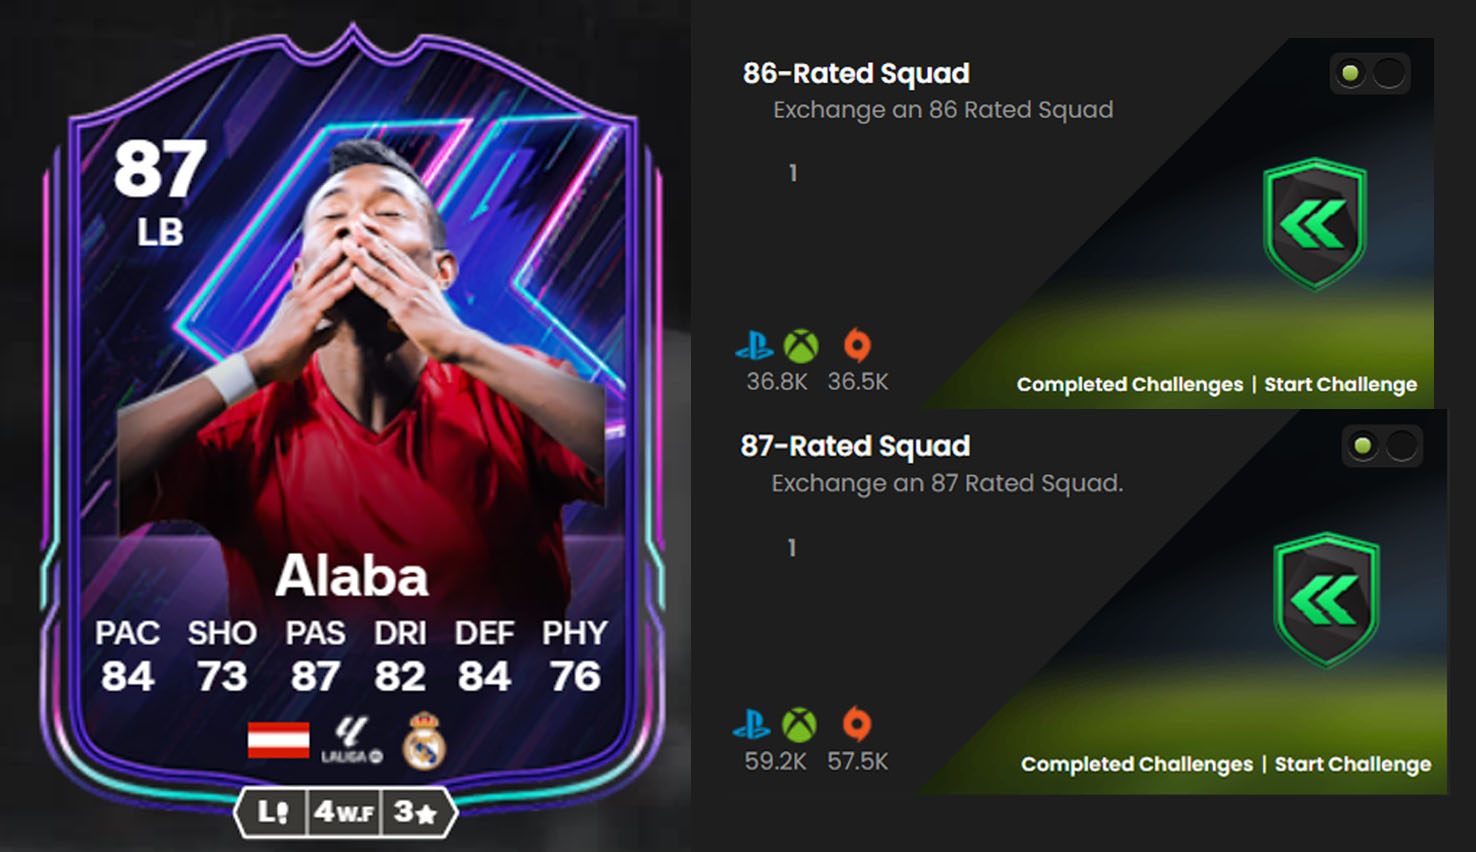 87
LB
Alaba
PAC SHO PAS DRI DEF PHY
84 73 87 82 84 76
LALIGA
L 4W.F 3
86-Rated Squad
Exchange an 86 Rated Squad
1
36.8K 36.5K
Completed Challenges | Start Challenge
87-Rated Squad
Exchange an 87 Rated Squad.
1
59.2K 57.5K
Completed Challenges | Start Challenge